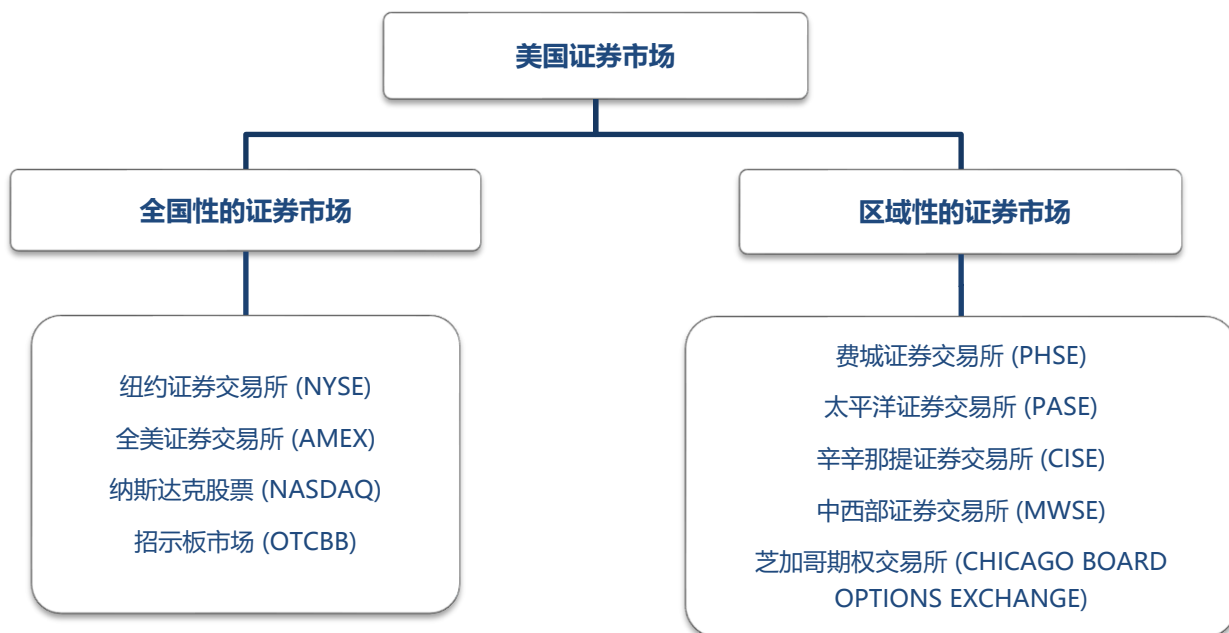 美国证券市场
全国性的证券市场
区域性的证券市场
纽约证券交易所 (NYSE)
全美证券交易所 (AMEX)
纳斯达克股票 (NASDAQ)
招示板市场 (OTCBB)
费城证券交易所 (PHSE)
太平洋证券交易所 (PASE)
辛辛那提证券交易所 (CISE)
中西部证券交易所 (MWSE)
芝加哥期权交易所 (CHICAGO BOARD
OPTIONS EXCHANGE)